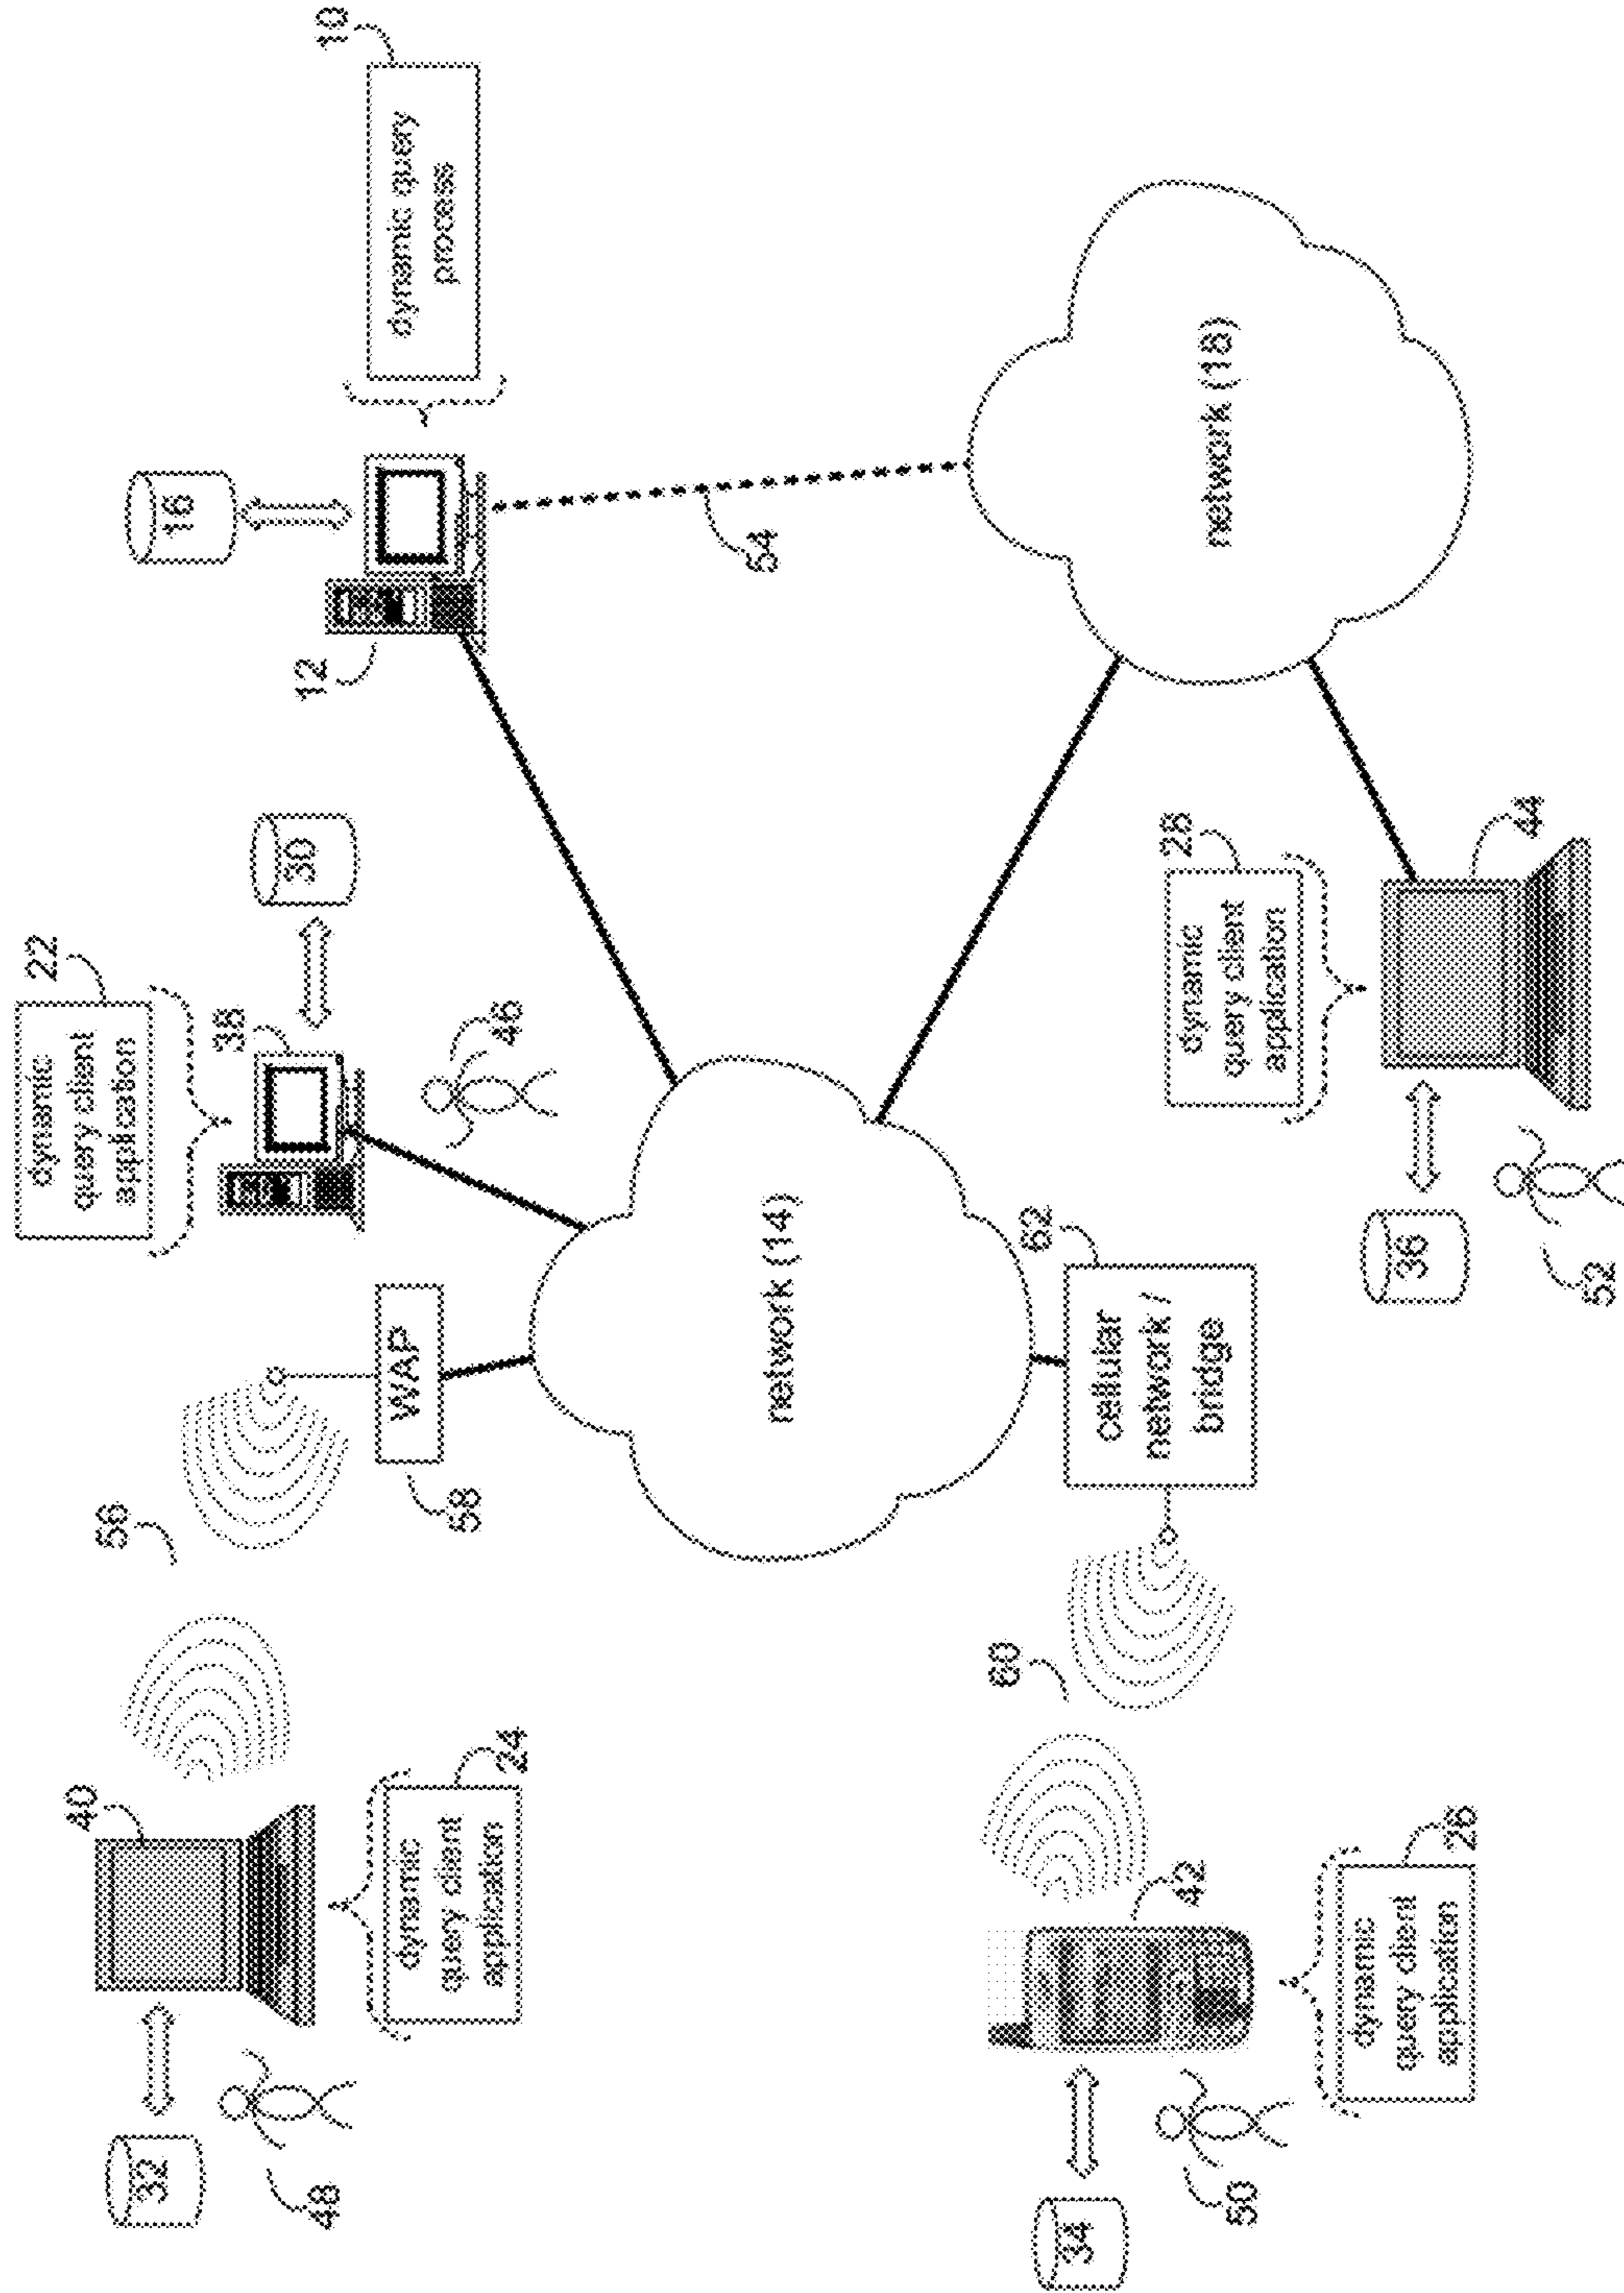 22
dynamic
query client
application
40
56
32
16
38
30
12
10
48
dynamic query
process
WAP
58
dynamic
query client
application
24
46
54
network (14)
60
62
34
cellular
network /
bridge
28
42
dynamic
query client
application
network (18)
50
dynamic
query client
application
26
36
44
52